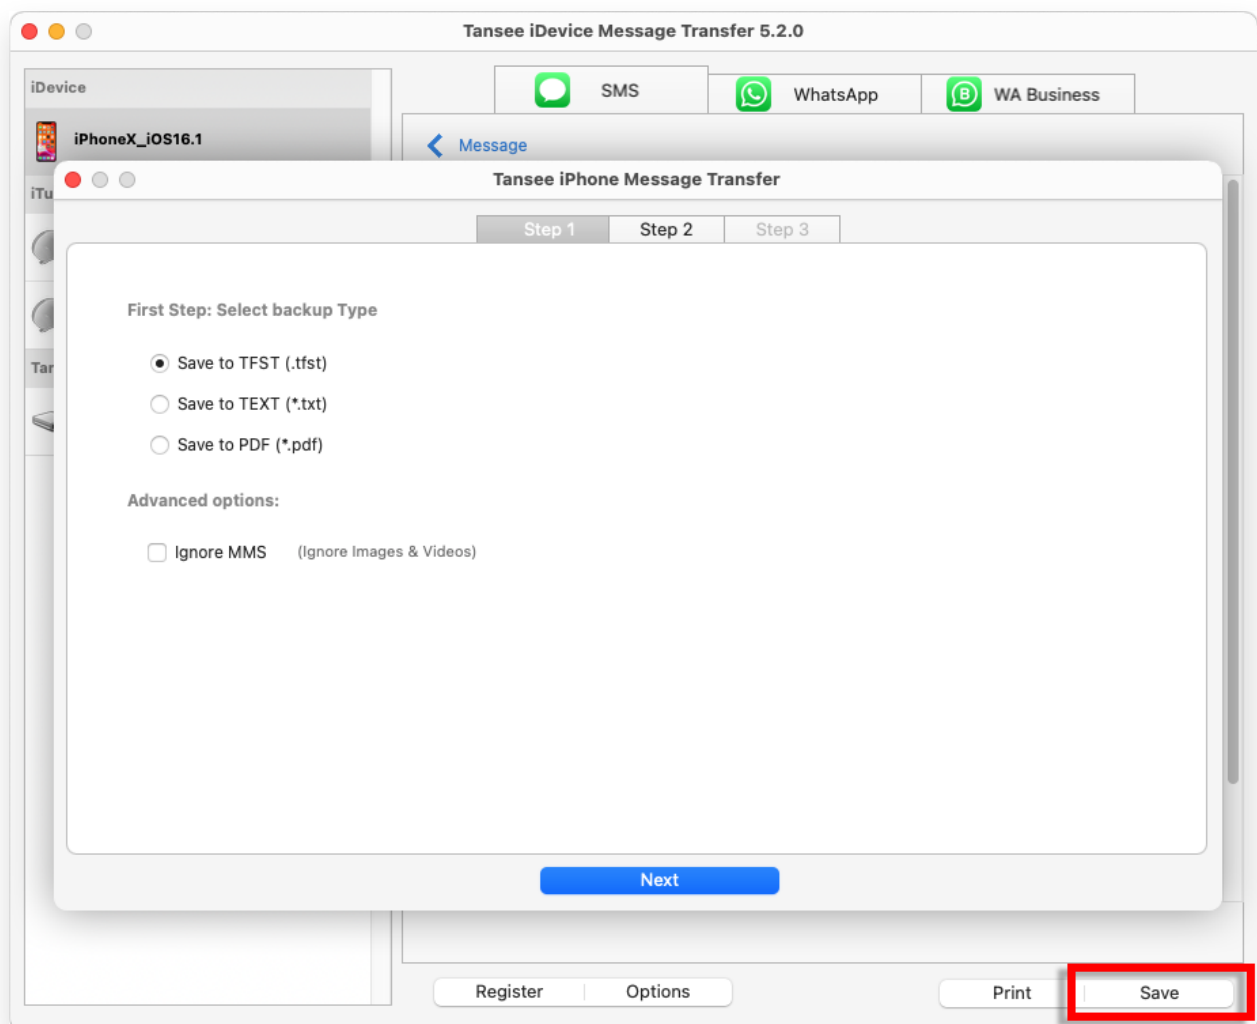 Tansee iDevice Message Transfer 5.2.0
iDevice
SMS
WhatsApp
WA Business
iPhoneX_iOS16.1
Message
Tansee iPhone Message Transfer
Step 1
Step 2
Step 3
First Step: Select backup Type
Save to TFST (.tfst)
Save to TEXT (*.txt)
Save to PDF (*.pdf)
Advanced options:
Ignore MMS (Ignore Images & Videos)
Next
Register
Options
Print
Save